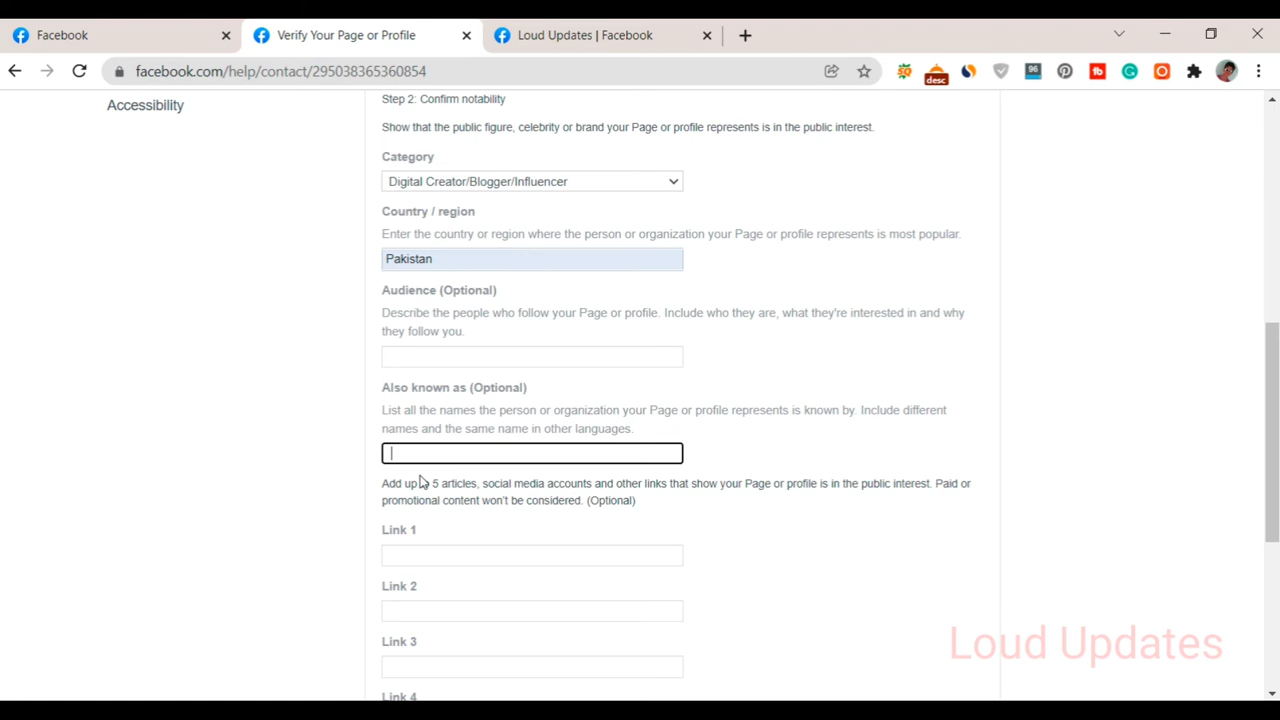 Facebook
Verify Your Page or Profile
Loud Updates | Facebook
facebook.com/help/contact/295038365360854
desc
96
Accessibility
Step 2: Confirm notability
Show that the public figure, celebrity or brand your Page or profile represents is in the public interest.
Category
Digital Creator/Blogger/Influencer
Country / region
Enter the country or region where the person or organization your Page or profile represents is most popular.
Pakistan
Audience (Optional)
Describe the people who follow your Page or profile. Include who they are, what they're interested in and why
they follow you.
Also known as (Optional)
List all the names the person or organization your Page or profile represents is known by. Include different
names and the same name in other languages.
Add up to 5 articles, social media accounts and other links that show your Page or profile is in the public interest. Paid or
promotional content won't be considered. (Optional)
Link 1
Link 2
Link 3
Link 4
Loud Updates